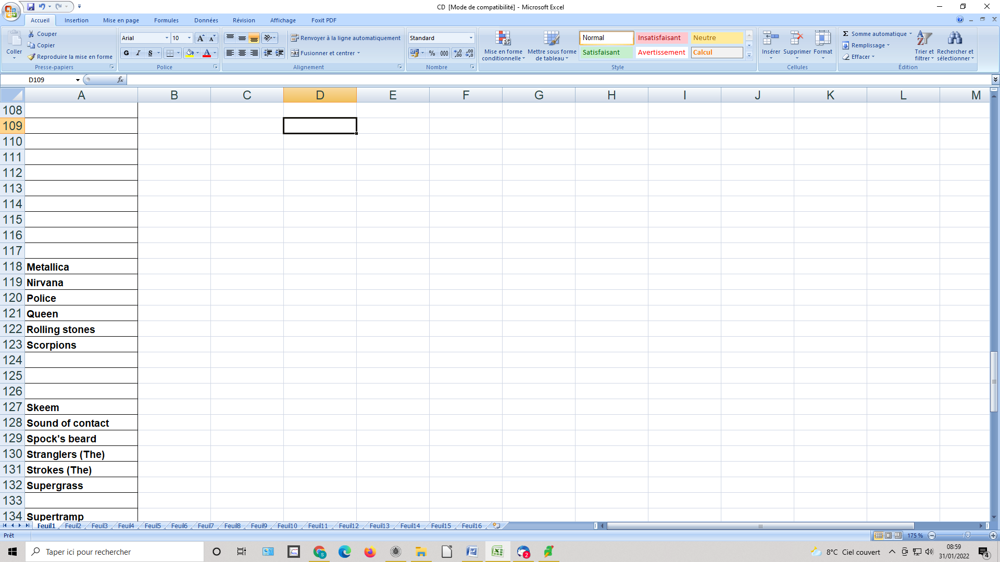 CD [Mode de compatibilité] - Microsoft Excel
Accueil Insertion Mise en page Formules Données Révision Affichage Foxit PDF
Coller
Couper
Copier
Reproduire la mise en forme
Presse-papiers
Arial 10
G I S
Police
Renvoyer à la ligne automatiquement
Fusionner et centrer
Alignement
Standard
% 000
Nombre
Mise en forme conditionnelle
Mettre sous forme de tableau
Normal Insatisfaisant Neutre
Satisfaisant Avertissement Calcul
Style
Insérer Supprimer Format
Cellules
Σ Somme automatique
Remplissage
Effacer
Trier et filtrer
Rechercher et sélectionner
Édition
D109 fx
A B C D E F G H I J K L M
108
109
110
111
112
113
114
115
116
117
118 Metallica
119 Nirvana
120 Police
121 Queen
122 Rolling stones
123 Scorpions
124
125
126
127 Skeem
128 Sound of contact
129 Spock's beard
130 Stranglers (The)
131 Strokes (The)
132 Supergrass
133
134 Supertramp
Feuil1 Feuil2 Feuil3 Feuil4 Feuil5 Feuil6 Feuil7 Feuil8 Feuil9 Feuil10 Feuil11 Feuil12 Feuil13 Feuil14 Feuil15 Feuil16
Prêt 175 %
Taper ici pour rechercher
8°C Ciel couvert
08:59
31/01/2022
4